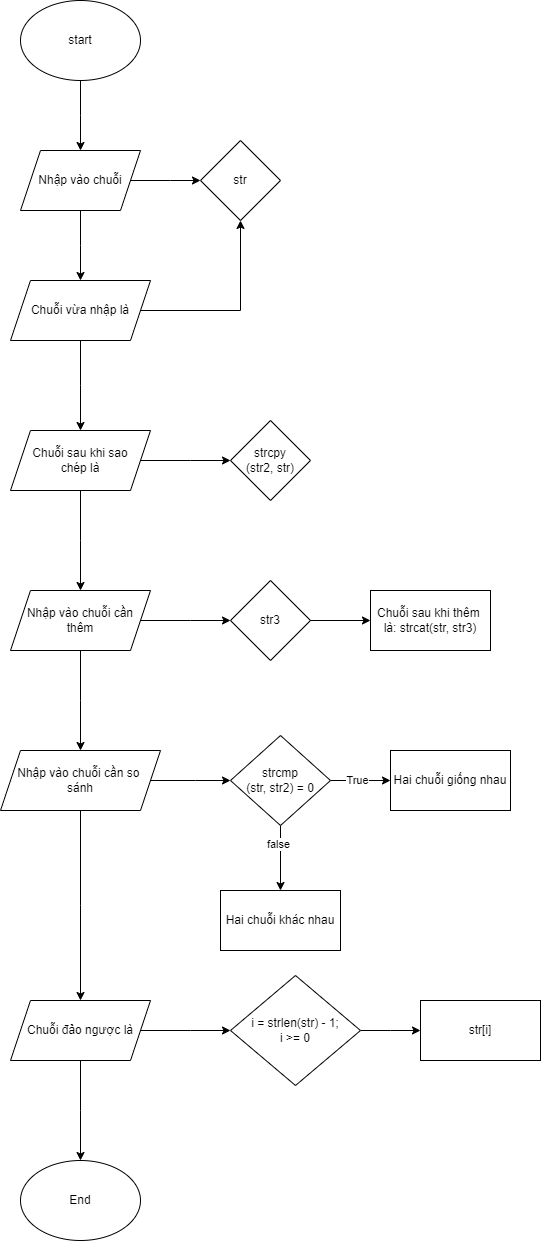 start
Nhập vào chuỗi
str
Chuỗi vừa nhập là
Chuỗi sau khi sao
chép là
strcpy
(str2, str)
Nhập vào chuỗi cần
thêm
str3
Chuỗi sau khi thêm
là: strcat(str, str3)
Nhập vào chuỗi cần so
sánh
strcmp
(str, str2) = 0
True
Hai chuỗi giống nhau
false
Hai chuỗi khác nhau
Chuỗi đảo ngược là
i = strlen(str) - 1;
i >= 0
str[i]
End